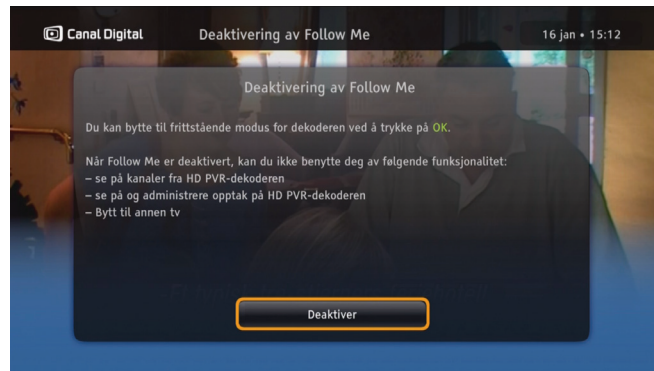 Canal Digital
Deaktivering av Follow Me
16 jan • 15:12
Deaktivering av Follow Me
Du kan bytte til frittstående modus for dekoderen ved å trykke på OK.
Når Follow Me er deaktivert, kan du ikke benytte deg av følgende funksjonalitet:
– se på kanaler fra HD PVR-dekoderen
– se på og administrere opptak på HD PVR-dekoderen
– Bytt til annen tv
Deaktiver